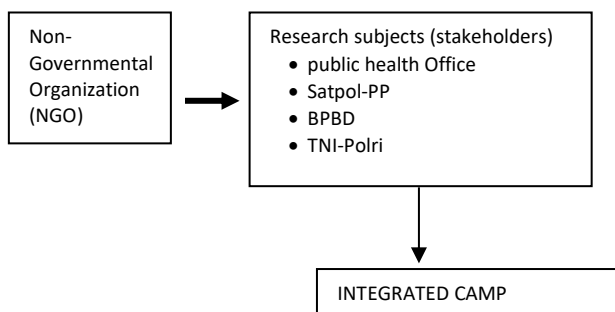 Non-
Governmental
Organization
(NGO)
Research subjects (stakeholders)
• public health Office
• Satpol-PP
• BPBD
• TNI-Polri
INTEGRATED CAMP